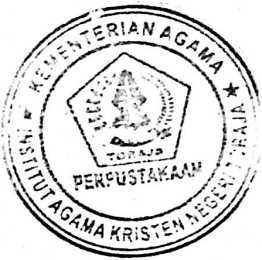 KEMENTERIAN AGAMA
TORAJA
PERPUSTAKAAN
INSTITUT AGAMA KRISTEN NEGERI TORAJA